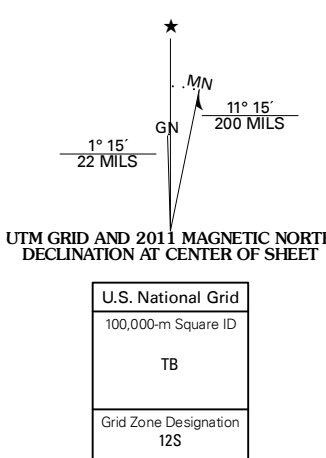 ★
MN
11° 15´
200 MILS
GN
1° 15´
22 MILS
UTM GRID AND 2011 MAGNETIC NORTH
DECLINATION AT CENTER OF SHEET
U.S. National Grid
100,000-m Square ID
TB
Grid Zone Designation
12S